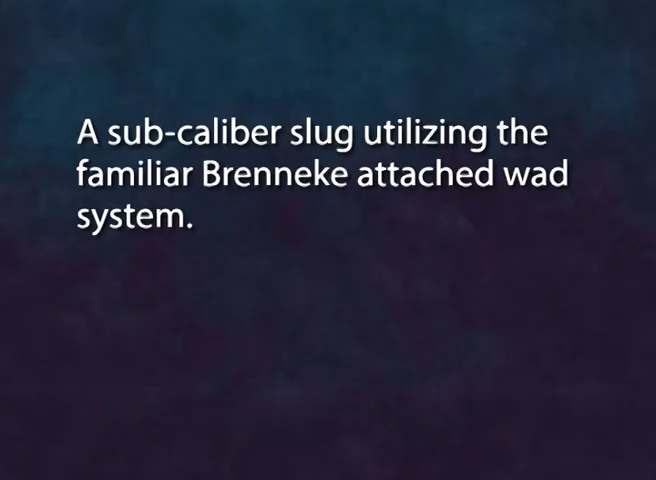 A sub-caliber slug utilizing the
familiar Brenneke attached wad
system.